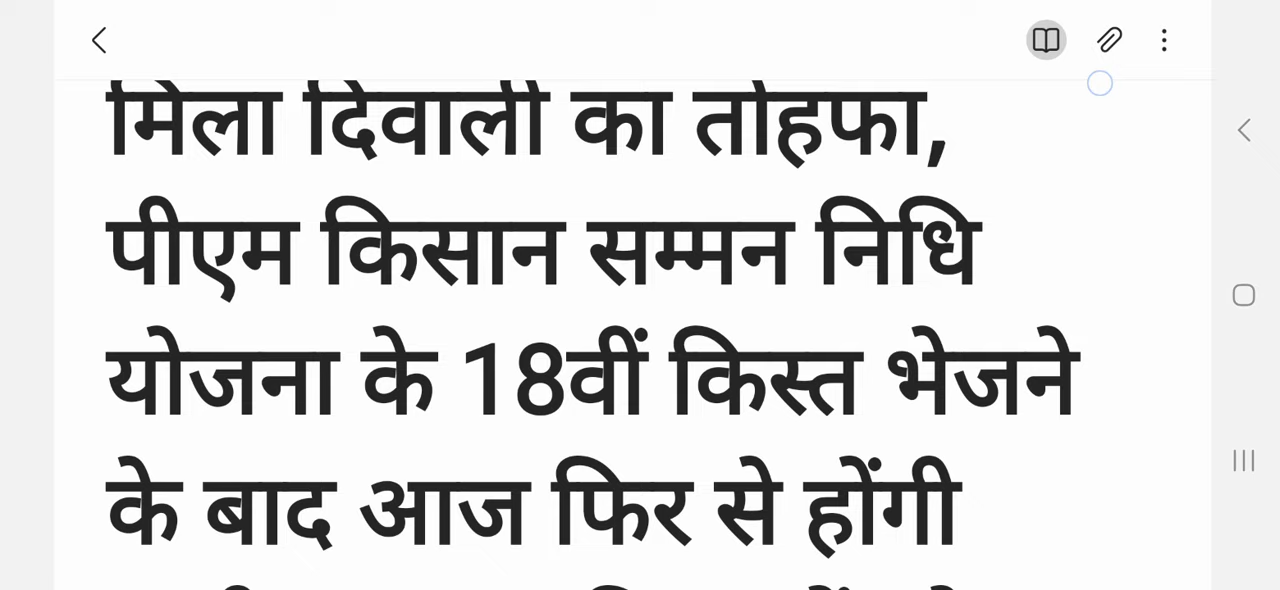 मिला दिवाली का तोहफा,
पीएम किसान सम्मन निधि
योजना के 18वीं किस्त भेजने
के बाद आज फिर से होंगी